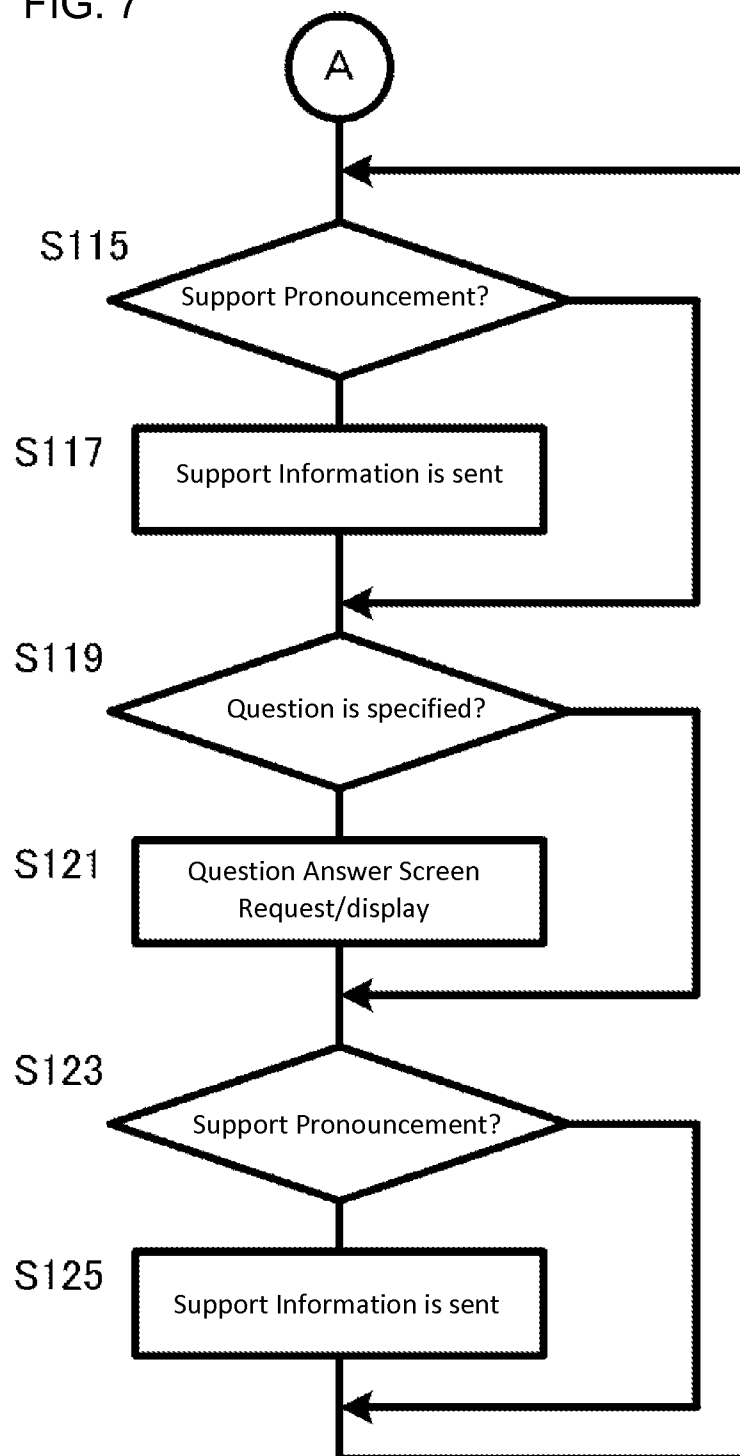 FIG. 7
A
S115
Support Pronouncement?
S117
Support Information is sent
S119
Question is specified?
S121
Question Answer Screen
Request/display
S123
Support Pronouncement?
S125
Support Information is sent